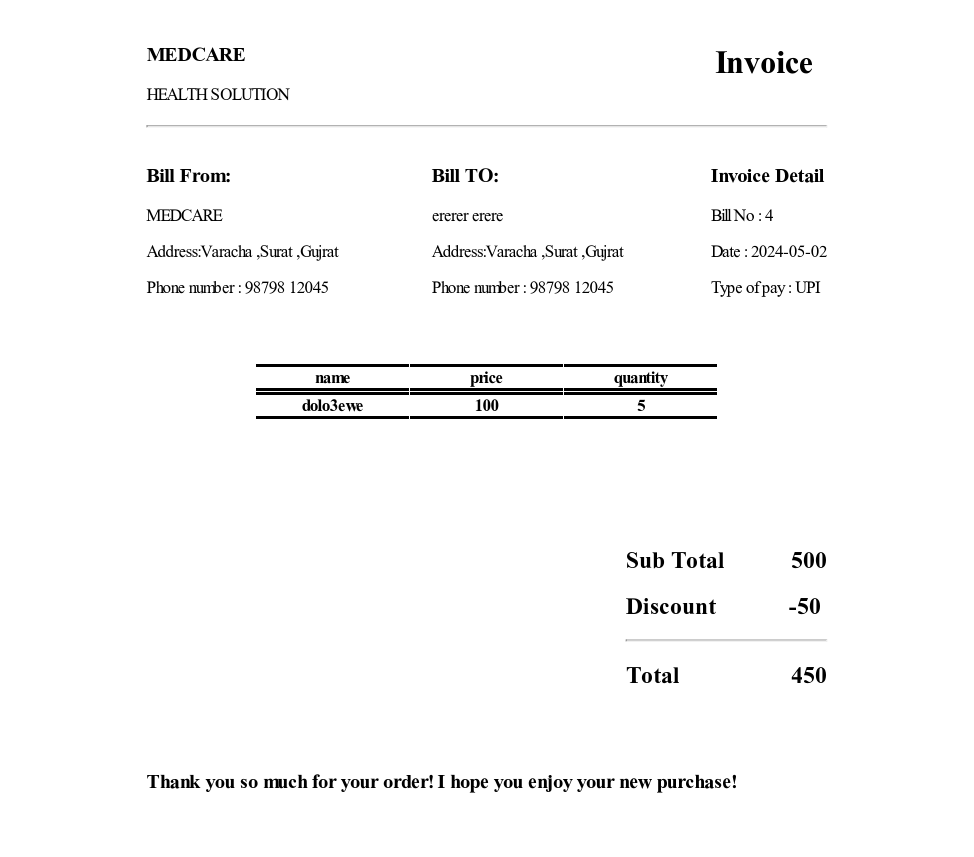 MEDCARE
Invoice
HEALTH SOLUTION
Bill From:
MEDCARE
Address:Varacha ,Surat ,Gujrat
Phone number : 98798 12045
Bill TO:
ererer erere
Address:Varacha ,Surat ,Gujrat
Phone number : 98798 12045
Invoice Detail
Bill No : 4
Date : 2024-05-02
Type of pay : UPI
name price quantity
dolo3ewe 100 5
Sub Total 500
Discount -50
Total 450
Thank you so much for your order! I hope you enjoy your new purchase!